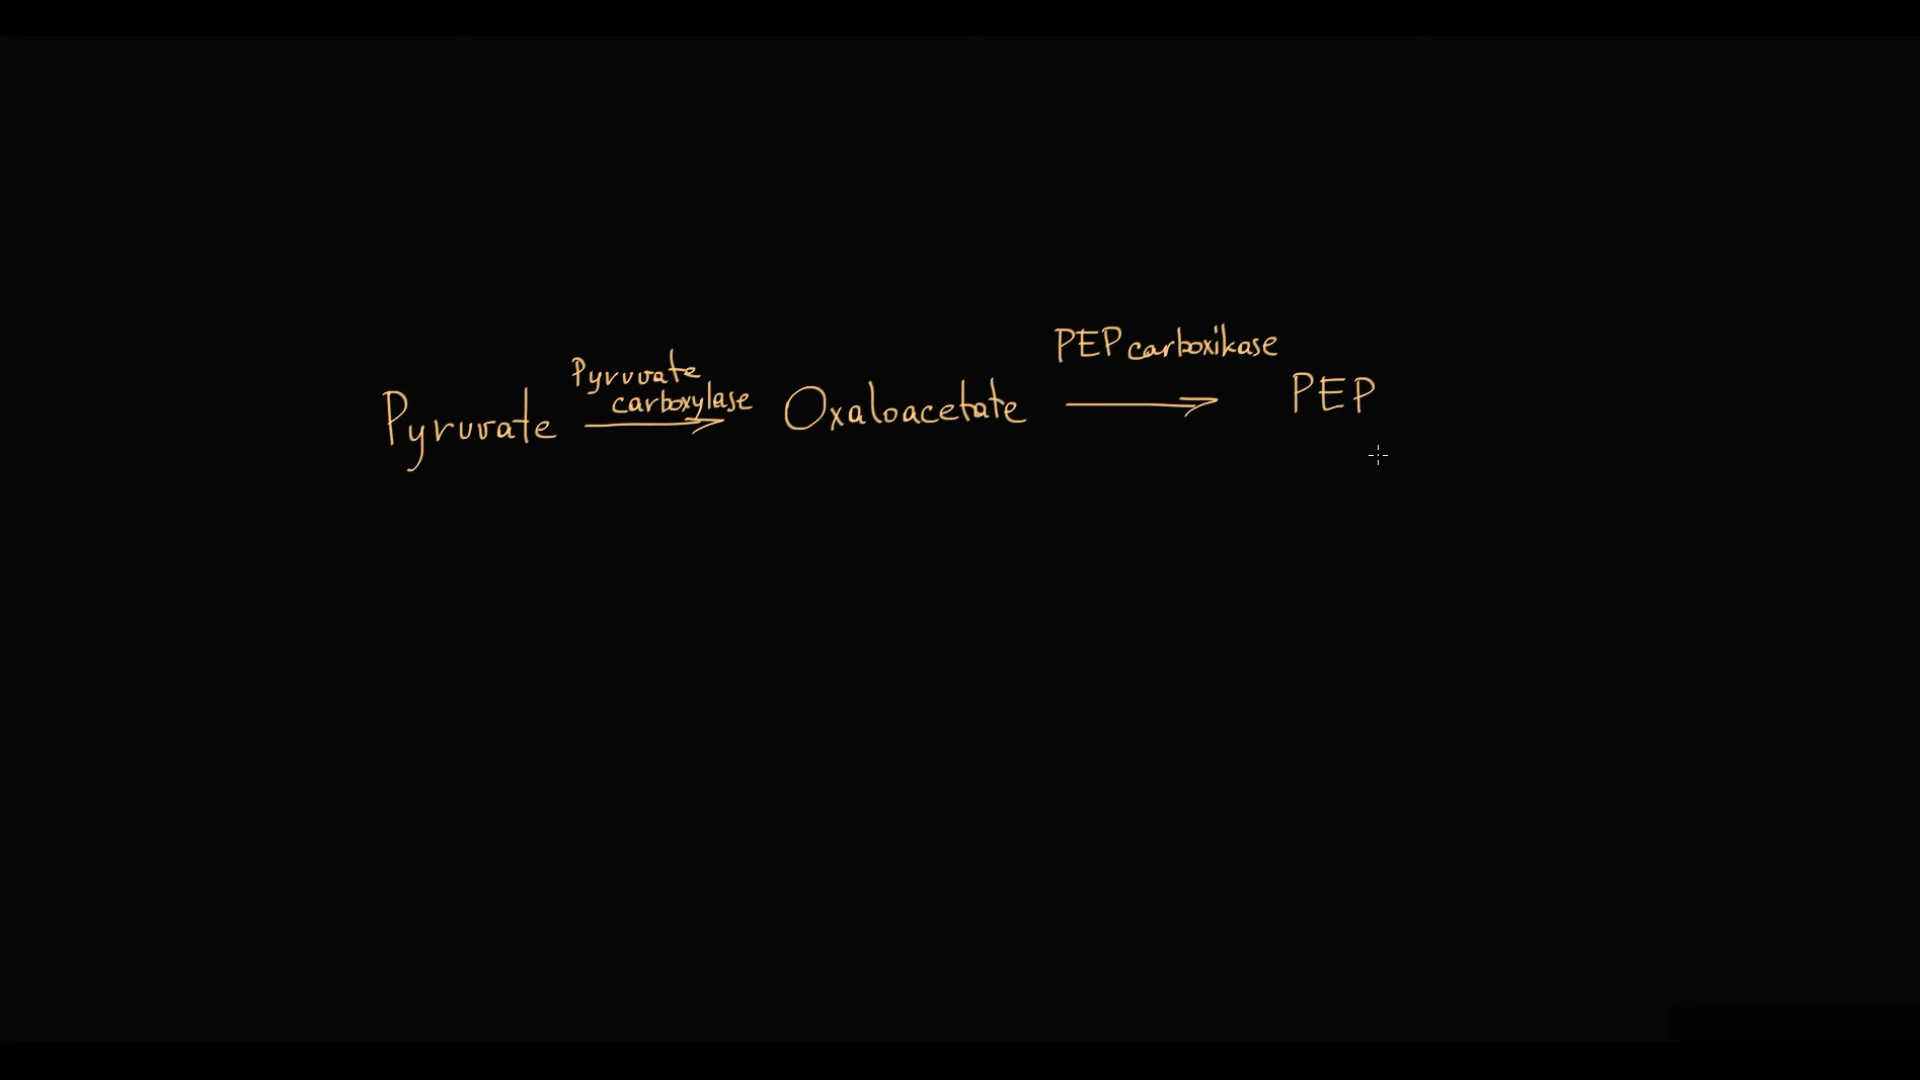 Pyruvate
Pyruvate
carboxylase
Oxaloacetate
PEP carboxikase
PEP